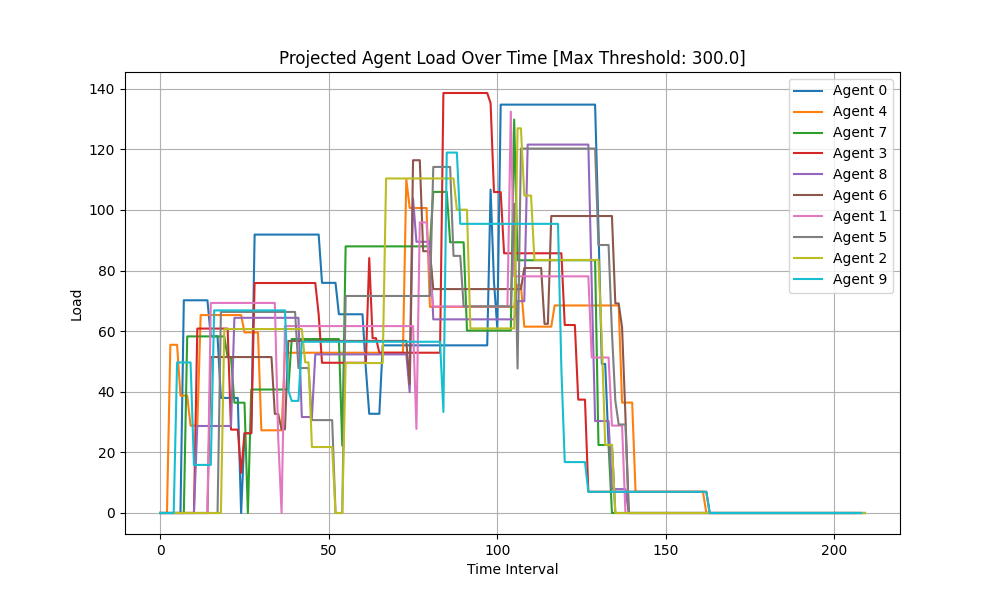 Projected Agent Load Over Time [Max Threshold: 300.0]
Load
140
120
100
80
60
40
20
0
0
50
100
150
200
Time Interval
Agent 0
Agent 4
Agent 7
Agent 3
Agent 8
Agent 6
Agent 1
Agent 5
Agent 2
Agent 9